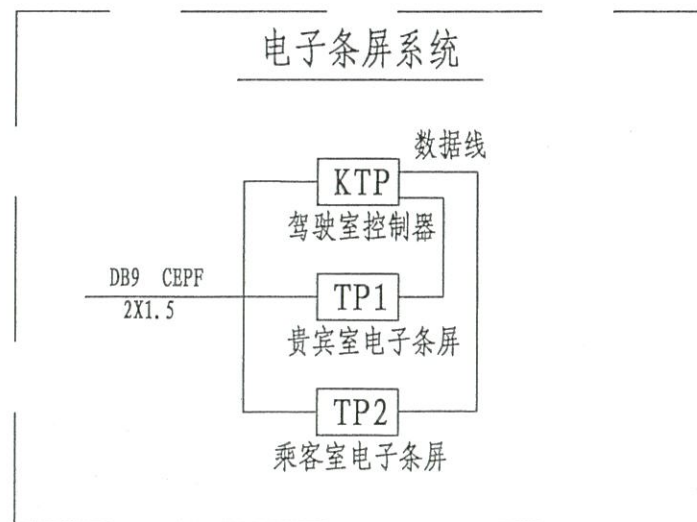 电子条屏系统
数据线
KTP
驾驶室控制器
DB9 CEPF
2X1.5
TP1
贵宾室电子条屏
TP2
乘客室电子条屏